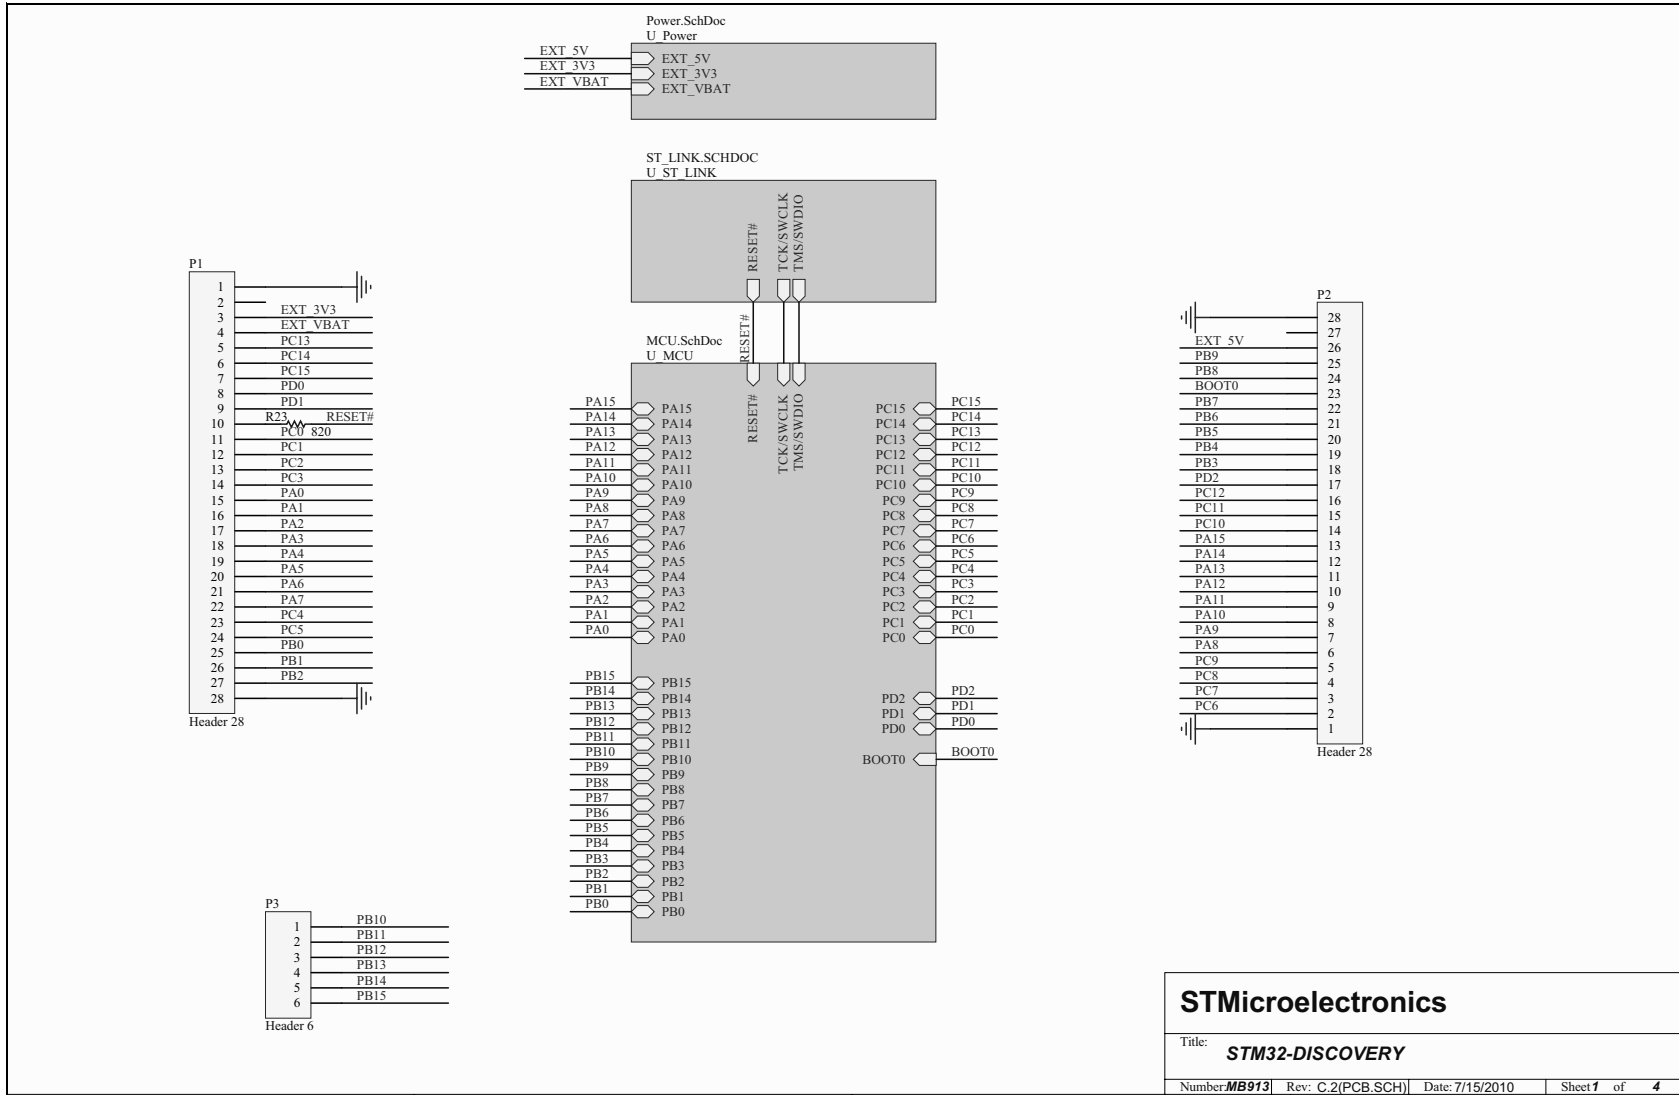 Power.SchDoc
U_Power
EXT_5V
EXT_3V3
EXT_VBAT
EXT_5V
EXT_3V3
EXT_VBAT
ST_LINK.SCHDOC
U_ST_LINK
RESET#
TCK/SWCLK
TMS/SWDIO
RESET#
MCU.SchDoc
U_MCU
RESET#
TCK/SWCLK
TMS/SWDIO
PA15 PA15
PA14 PA14
PA13 PA13
PA12 PA12
PA11 PA11
PA10 PA10
PA9 PA9
PA8 PA8
PA7 PA7
PA6 PA6
PA5 PA5
PA4 PA4
PA3 PA3
PA2 PA2
PA1 PA1
PA0 PA0
PB15 PB15
PB14 PB14
PB13 PB13
PB12 PB12
PB11 PB11
PB10 PB10
PB9 PB9
PB8 PB8
PB7 PB7
PB6 PB6
PB5 PB5
PB4 PB4
PB3 PB3
PB2 PB2
PB1 PB1
PB0 PB0
PC15 PC15
PC14 PC14
PC13 PC13
PC12 PC12
PC11 PC11
PC10 PC10
PC9 PC9
PC8 PC8
PC7 PC7
PC6 PC6
PC5 PC5
PC4 PC4
PC3 PC3
PC2 PC2
PC1 PC1
PC0 PC0
PD2 PD2
PD1 PD1
PD0 PD0
BOOT0 BOOT0
P1
1
2
3 EXT_3V3
4 EXT_VBAT
5 PC13
6 PC14
7 PC15
8 PD0
9 PD1
10 R23 820 RESET#
11 PC0
12 PC1
13 PC2
14 PC3
15 PA0
16 PA1
17 PA2
18 PA3
19 PA4
20 PA5
21 PA6
22 PA7
23 PC4
24 PC5
25 PB0
26 PB1
27 PB2
28
Header 28
P2
28
27
EXT_5V 26
PB9 25
PB8 24
BOOT0 23
PB7 22
PB6 21
PB5 20
PB4 19
PB3 18
PD2 17
PC12 16
PC11 15
PC10 14
PA15 13
PA14 12
PA13 11
PA12 10
PA11 9
PA10 8
PA9 7
PA8 6
PC9 5
PC8 4
PC7 3
PC6 2
1
Header 28
P3
1 PB10
2 PB11
3 PB12
4 PB13
5 PB14
6 PB15
Header 6
STMicroelectronics
Title:
STM32-DISCOVERY
Number:MB913 Rev: C.2(PCB.SCH) Date:7/15/2010 Sheet 1 of 4